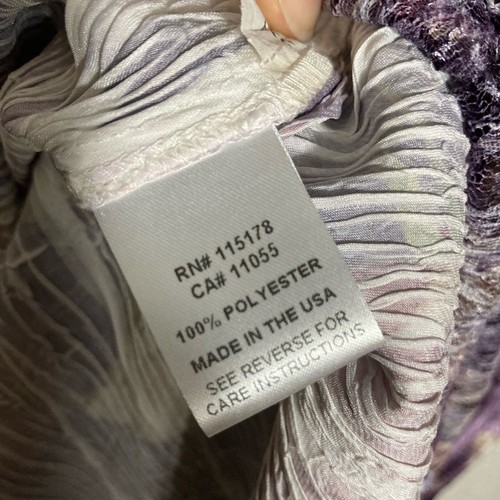 RN# 115178
CA# 11055
100% POLYESTER
MADE IN THE USA
SEE REVERSE FOR
CARE INSTRUCTIONS